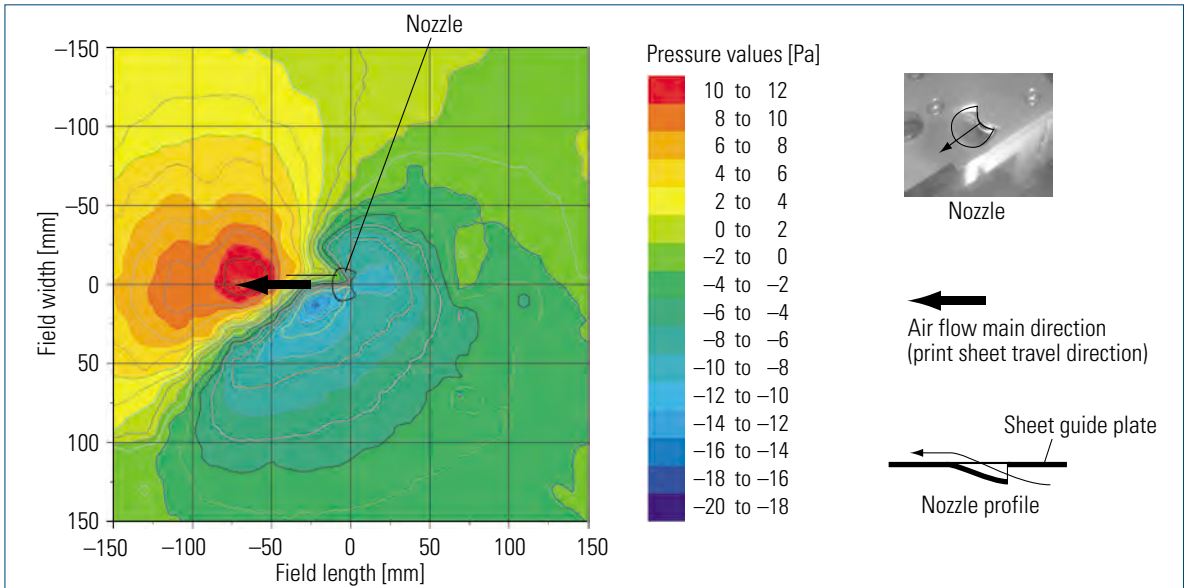 Nozzle
−150
−100
−50
0
50
100
150
Field width [mm]
−150 −100 −50 0 50 100 150
Field length [mm]
Pressure values [Pa]
10 to 12
8 to 10
6 to 8
4 to 6
2 to 4
0 to 2
−2 to 0
−4 to −2
−6 to −4
−8 to −6
−10 to −8
−12 to −10
−14 to −12
−16 to −14
−18 to −16
−20 to −18
Nozzle
Air flow main direction
(print sheet travel direction)
Sheet guide plate
Nozzle profile